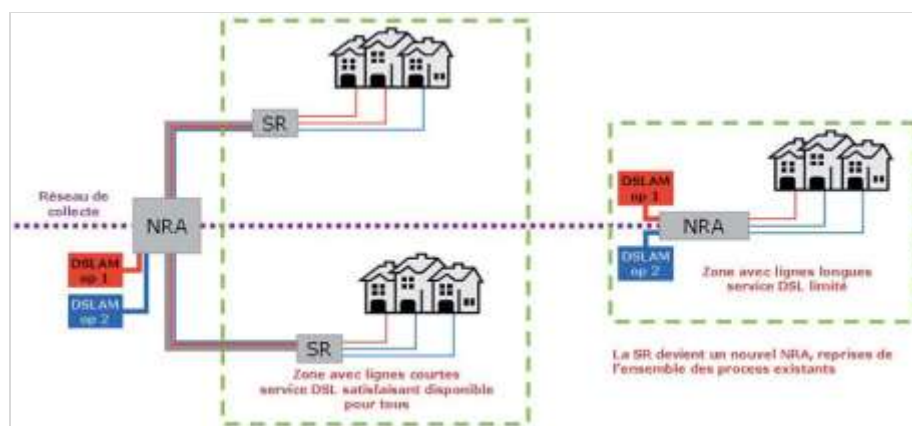 SR
Réseau de
collecte
NRA
DSLAM
op 1
DSLAM
op 2
SR
Zone avec lignes courtes
service DSL satisfaisant disponible
pour tous
DSLAM
op 1
NRA
DSLAM
op 2
Zone avec lignes longues
service DSL limité
La SR devient un nouvel NRA, reprises de
l'ensemble des process existants